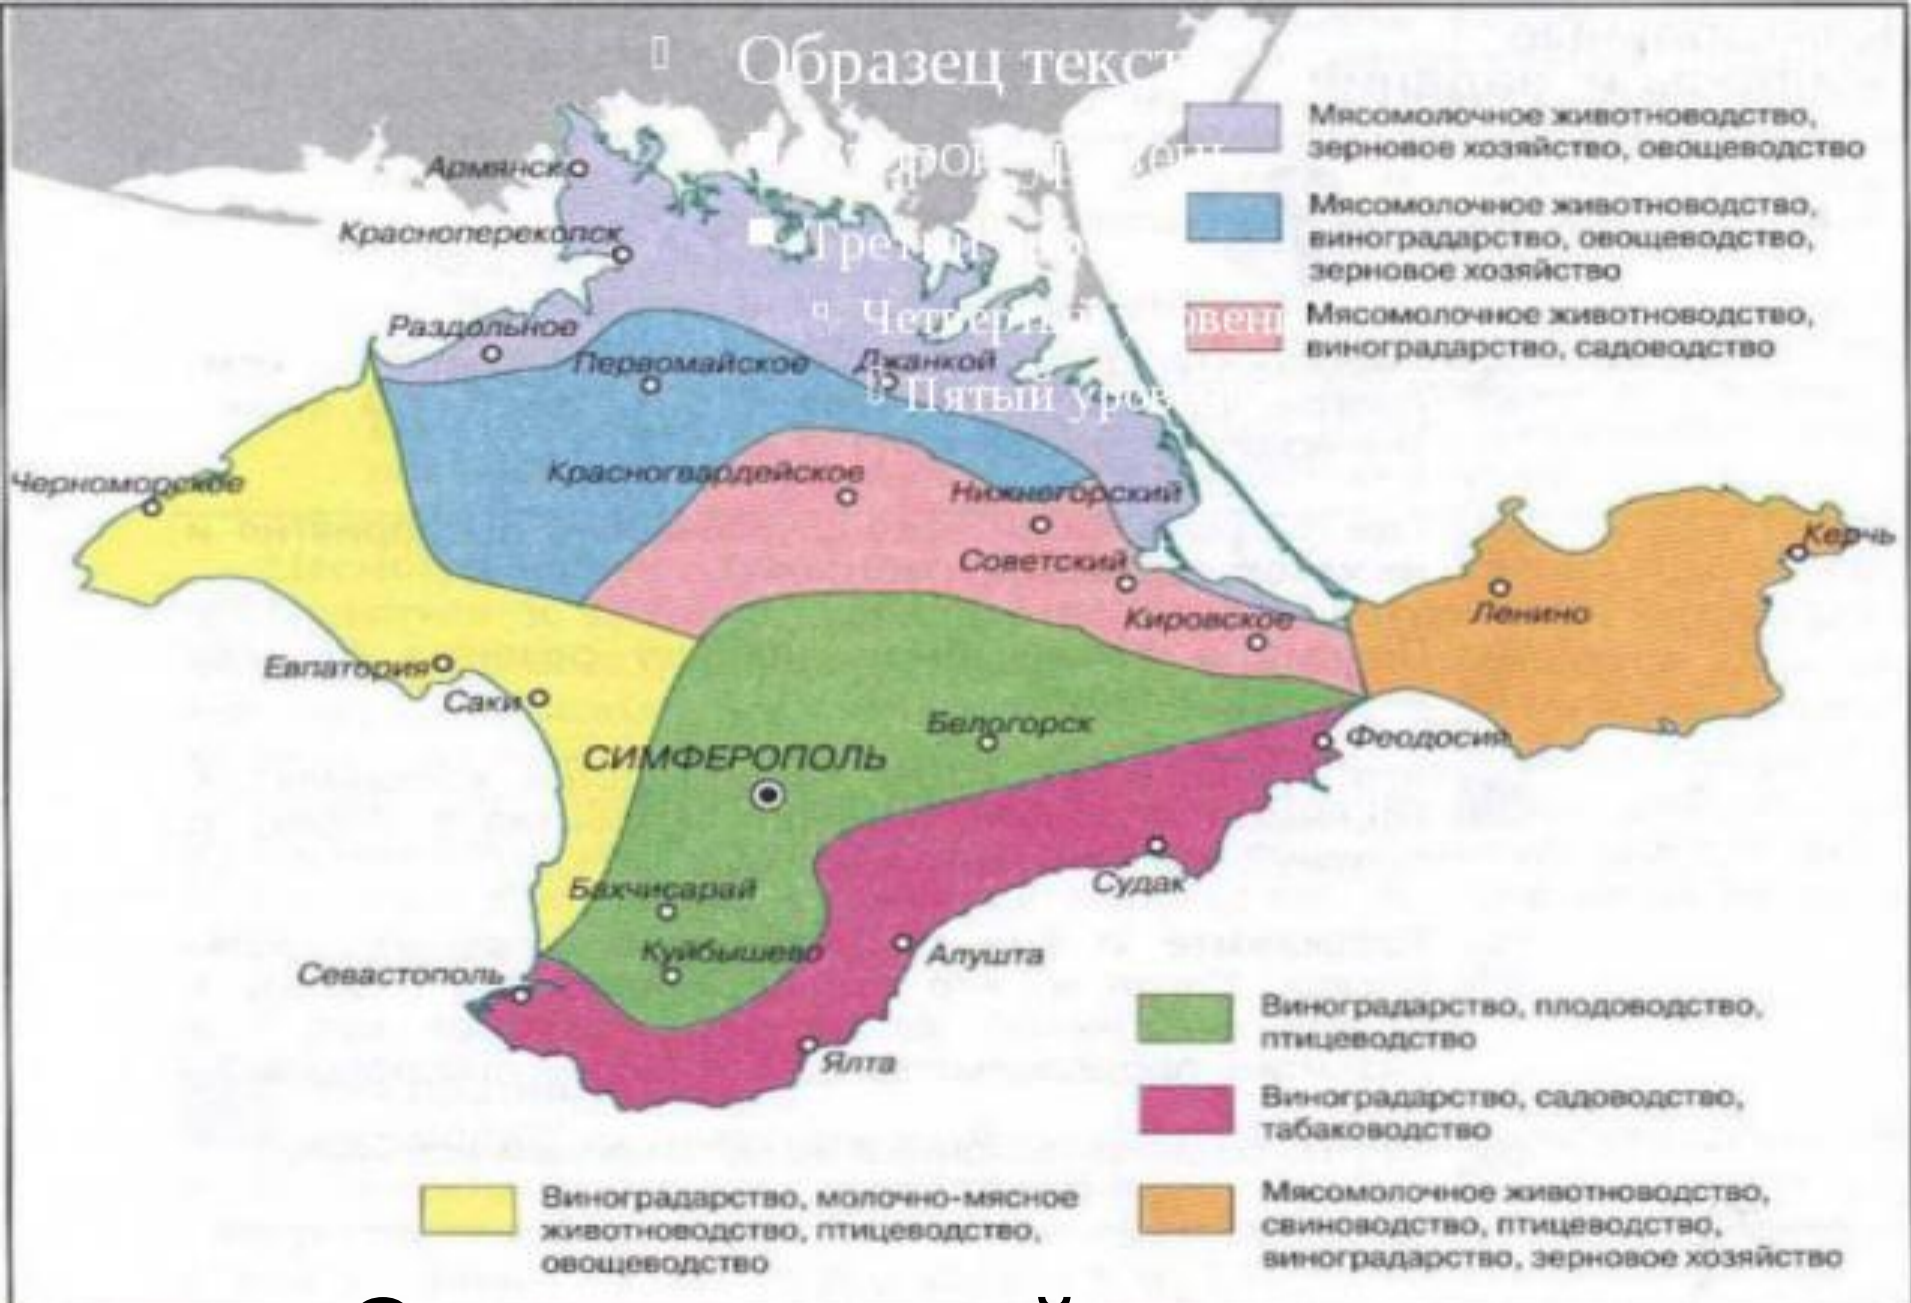 Образец текст
Мясомолочное животноводство,
зерновое хозяйство, овощеводство
Армянск
Красноперекопск
Мясомолочное животноводство,
виноградарство, овощеводство,
зерновое хозяйство
Мясомолочное животноводство,
виноградарство, садоводство
Раздольное
Первомайское
Джанкой
Пятый уров
Черноморское
Красногвардейское
Нижнегорский
Советский
Кировское
Керчь
Ленино
Евпатория
Саки
Белогорск
СИМФЕРОПОЛЬ
Феодосия
Бахчисарай
Судак
Куйбышево
Алушта
Севастополь
Ялта
Виноградарство, плодоводство,
птицеводство
Виноградарство, садоводство,
табаководство
Виноградарство, молочно-мясное
животноводство, птицеводство,
овощеводство
Мясомолочное животноводство,
свиноводство, птицеводство,
виноградарство, зерновое хозяйство